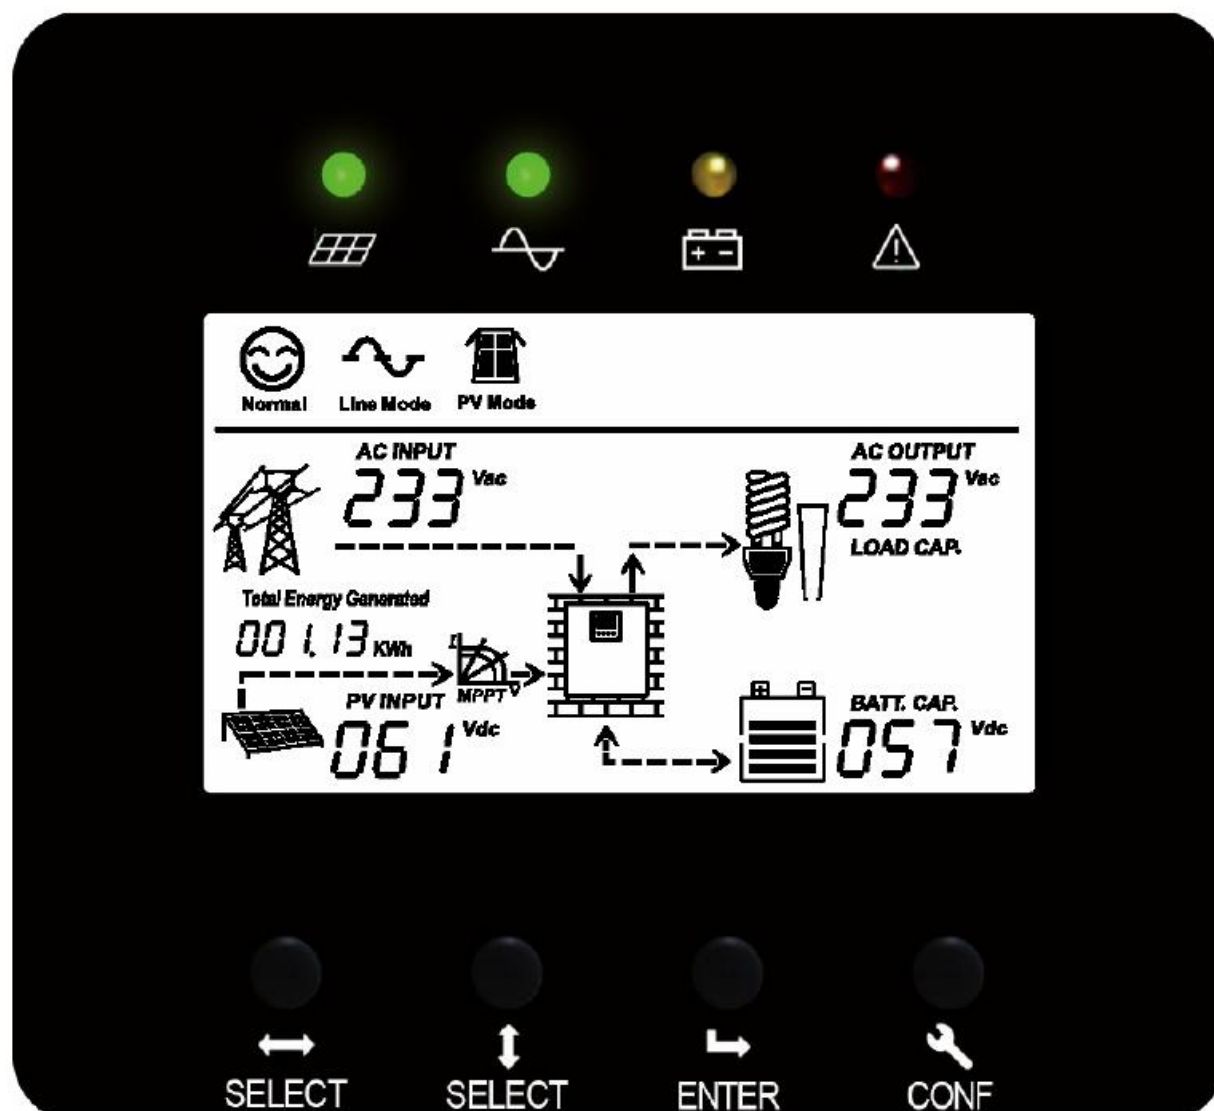 Normal Line Mode PV Mode
AC INPUT
233 Vac
AC OUTPUT
233 Vac
LOAD CAP.
Total Energy Generated
001.13 KWh
I
MPPT V
PV INPUT
061 Vdc
BATT. CAP.
057 Vdc
SELECT SELECT ENTER CONF